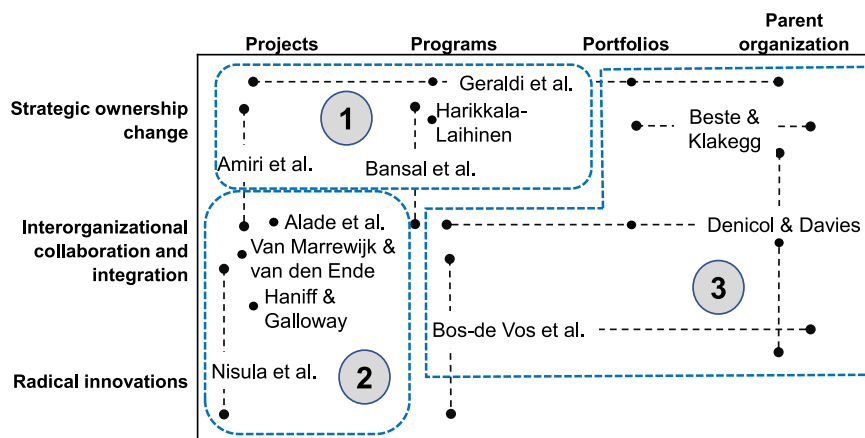 Projects
Programs
Portfolios
Parent
organization
Strategic ownership
change
Geraldi et al.
1
Harikkala-
Laihinen
Beste &
Klakegg
Amiri et al.
Bansal et al.
Interorganizational
collaboration and
integration
Alade et al.
Van Marrewijk &
van den Ende
Haniff &
Galloway
Denicol & Davies
3
Bos-de Vos et al.
Radical innovations
Nisula et al.
2